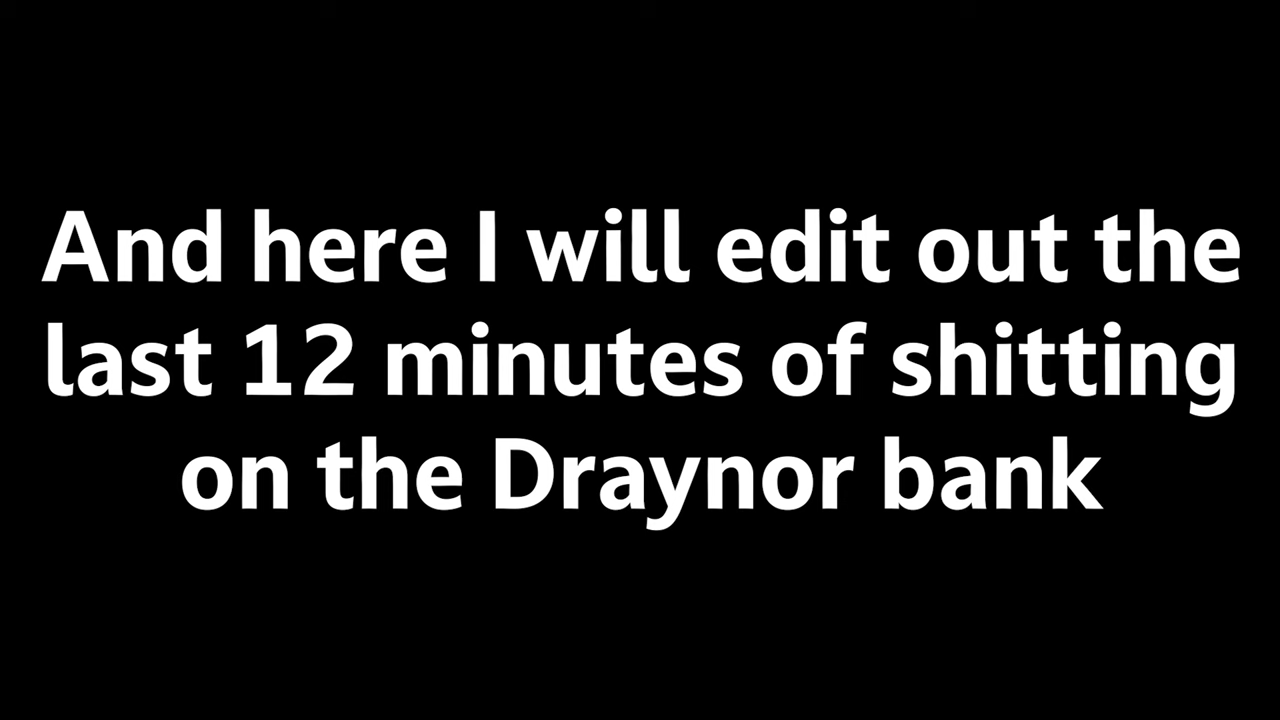 And here I will edit out the
last 12 minutes of shitting
on the Draynor bank